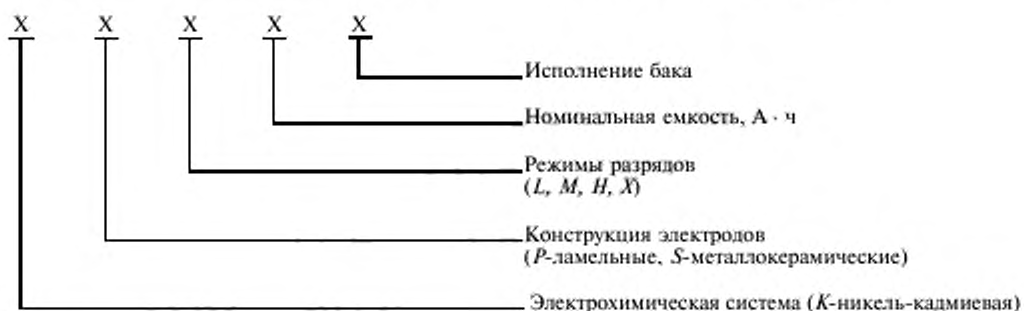 X X X X X
Исполнение бака
Номинальная емкость, А · ч
Режимы разрядов
(L, M, H, X)
Конструкция электродов
(P-ламельные, S-металлокерамические)
Электрохимическая система (K-никель-кадмиевая)